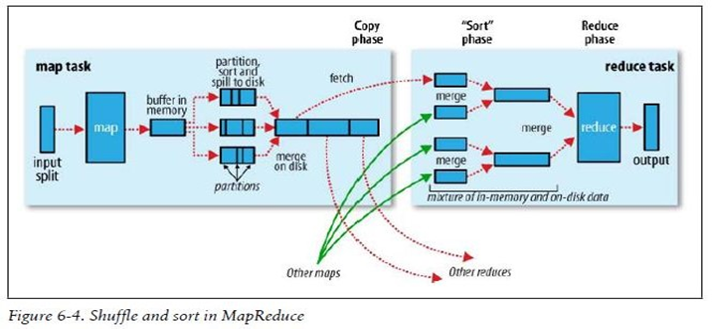 Copy
phase
"Sort"
phase
Reduce
phase
map task
reduce task
partition,
sort and
spill to disk
fetch
buffer in
memory
map
input
split
merge
on disk
partitions
merge
merge
merge
reduce
output
mixture of in-memory and on-disk data
Other maps
Other reduces
Figure 6-4. Shuffle and sort in MapReduce